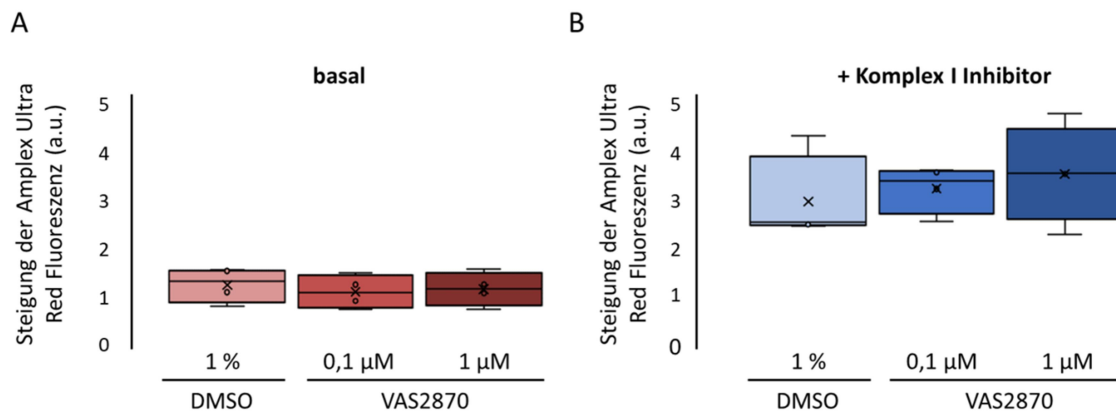 A
basal
Steigung der Amplex Ultra
Red Fluoreszenz (a.u.)
5
4
3
2
1
0
1 %
0,1 µM
1 µM
DMSO
VAS2870
B
+ Komplex I Inhibitor
Steigung der Amplex Ultra
Red Fluoreszenz (a.u.)
5
4
3
2
1
0
1 %
0,1 µM
1 µM
DMSO
VAS2870